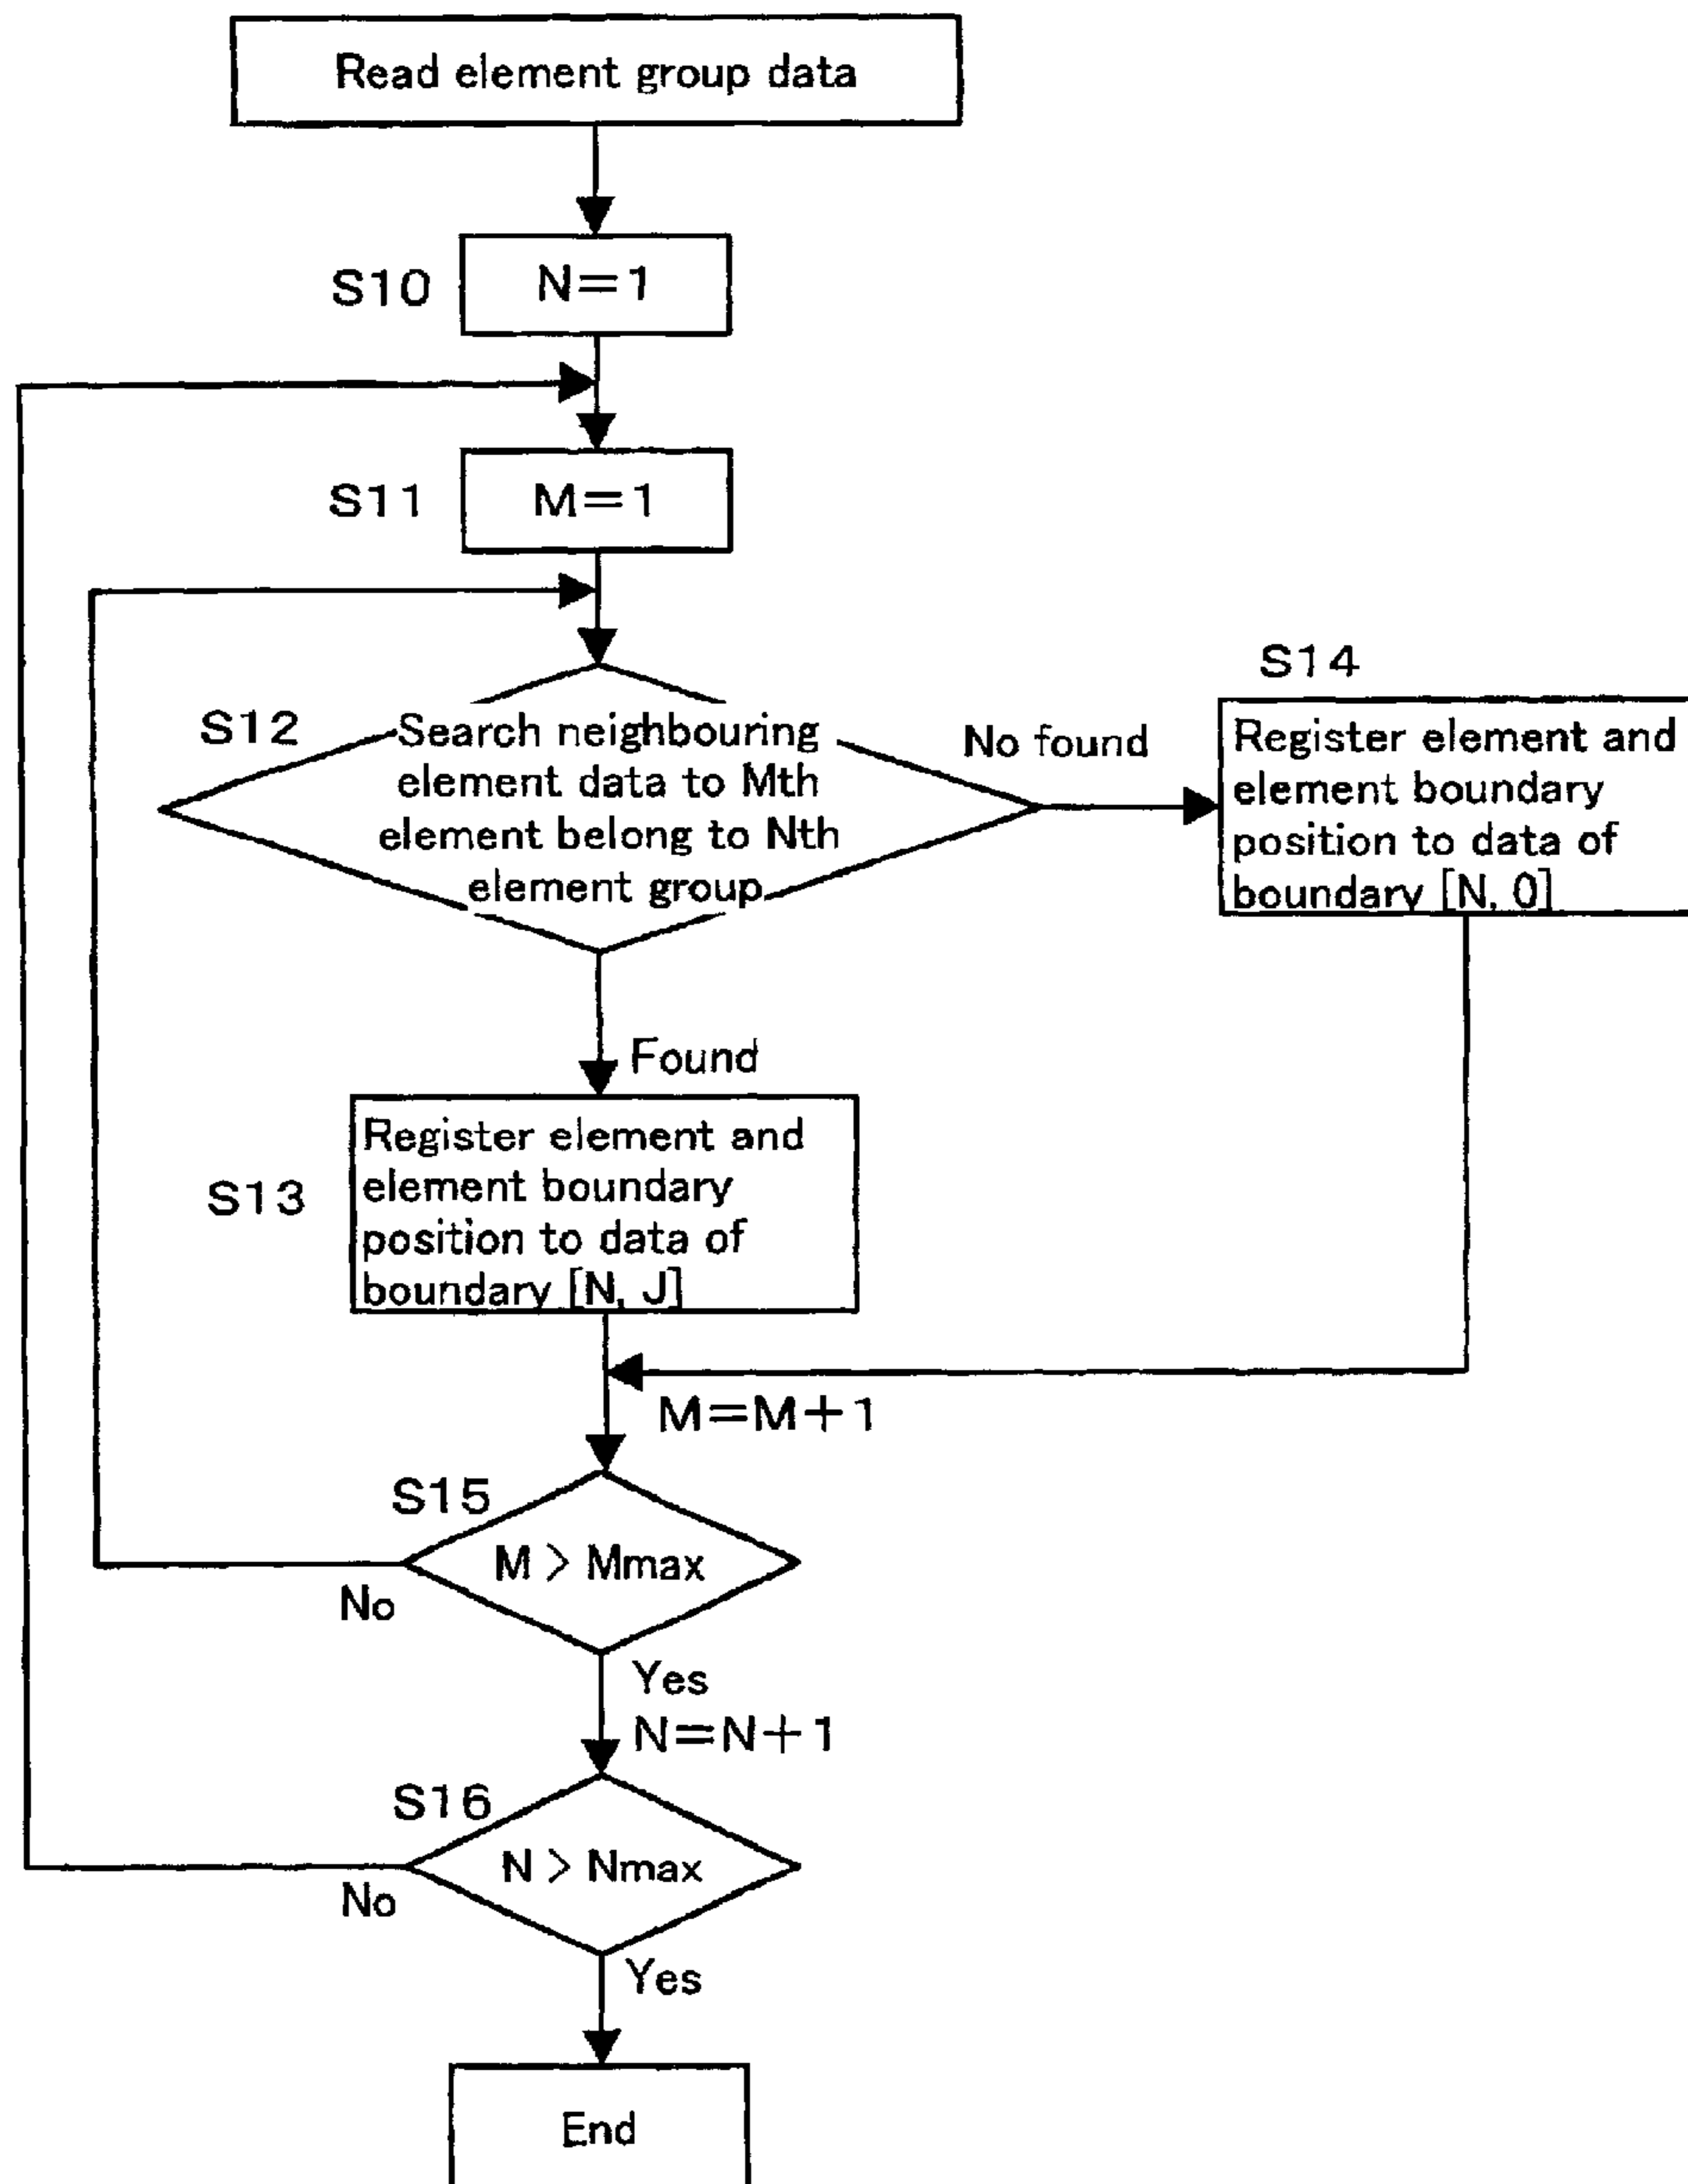 Read element group data
S10
N=1
S11
M=1
S12
Search neighbouring
element data to Mth
element belong to Nth
element group
No found
S14
Register element and
element boundary
position to data of
boundary [N, 0]
Found
S13
Register element and
element boundary
position to data of
boundary [N, J]
M=M+1
S15
M > Mmax
No
Yes
N=N+1
S16
N > Nmax
No
Yes
End